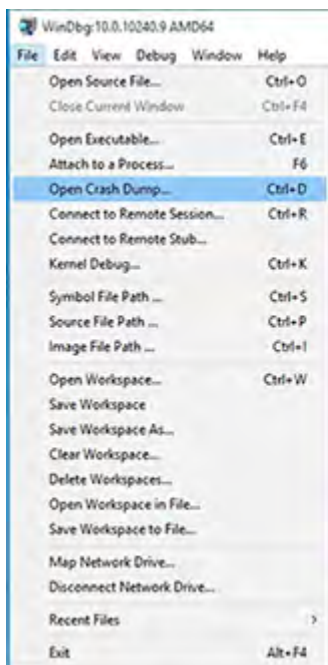 WinDbg:10.0.10240.9 AMD64
File Edit View Debug Window Help
Open Source File... Ctrl+O
Close Current Window Ctrl+F4
Open Executable... Ctrl+E
Attach to a Process... F6
Open Crash Dump... Ctrl+D
Connect to Remote Session... Ctrl+R
Connect to Remote Stub...
Kernel Debug... Ctrl+K
Symbol File Path ... Ctrl+S
Source File Path ... Ctrl+P
Image File Path ... Ctrl+I
Open Workspace... Ctrl+W
Save Workspace
Save Workspace As...
Clear Workspace...
Delete Workspaces...
Open Workspace in File...
Save Workspace to File...
Map Network Drive...
Disconnect Network Drive...
Recent Files
Exit Alt+F4